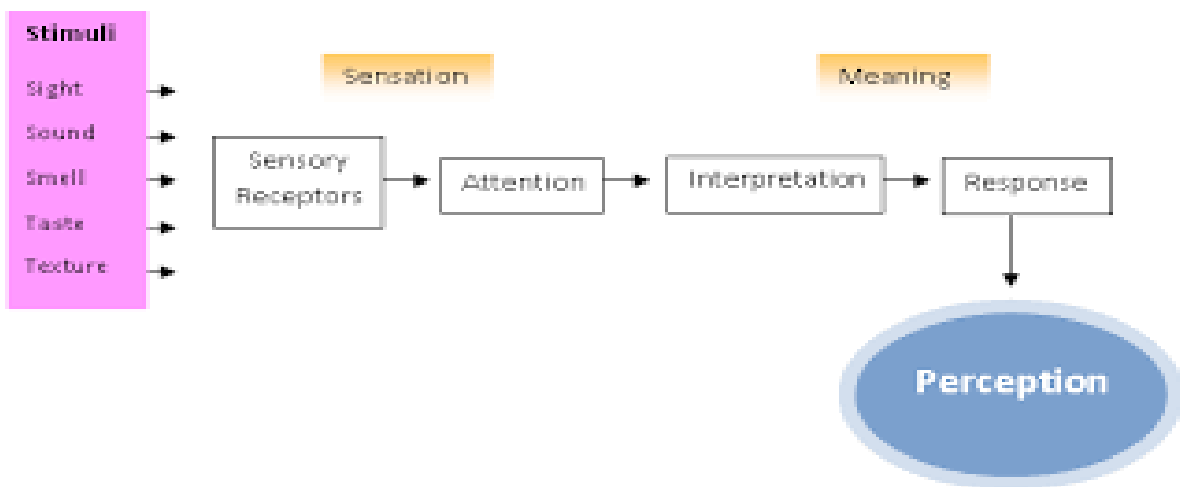 Stimuli
Sight
Sound
Smell
Taste
Texture
Sensation
Meaning
Sensory
Receptors
Attention
Interpretation
Response
Perception